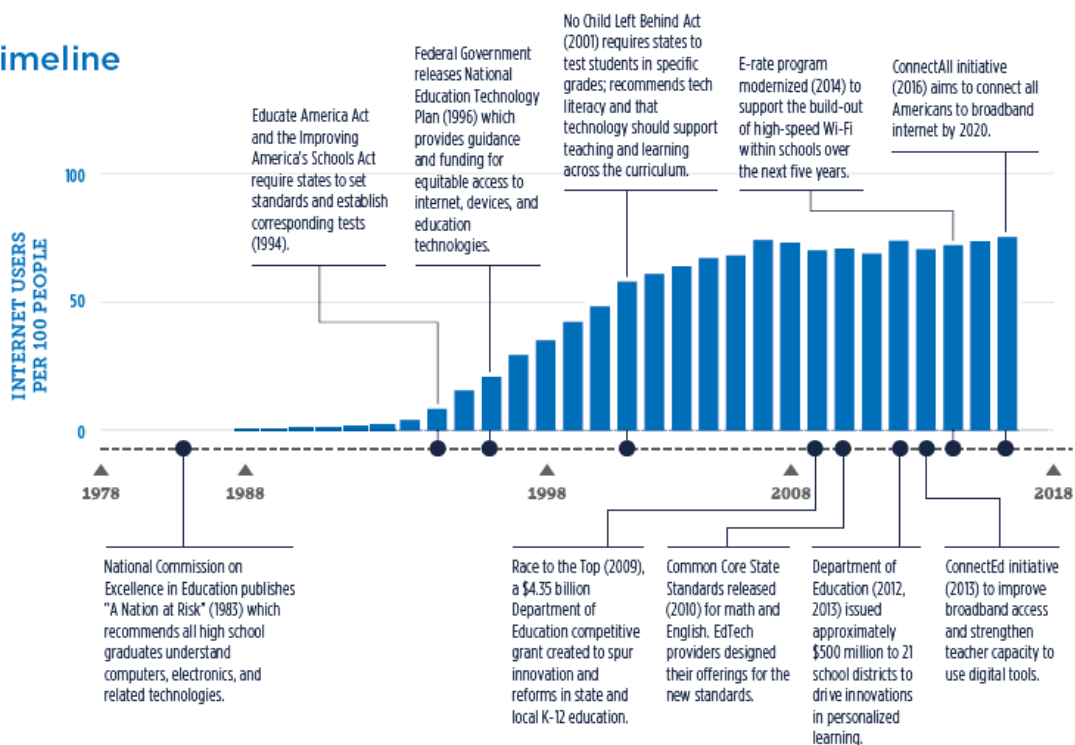 imeline
Educate America Act
and the Improving
America's Schools Act
require states to set
standards and establish
corresponding tests
(1994).
Federal Government
releases National
Education Technology
Plan (1996) which
provides guidance
and funding for
equitable access to
internet, devices, and
education
technologies.
No Child Left Behind Act
(2001) requires states to
test students in specific
grades; recommends tech
literacy and that
technology should support
teaching and learning
across the curriculum.
E-rate program
modernized (2014) to
support the build-out
of high-speed Wi-Fi
within schools over
the next five years.
ConnectAll initiative
(2016) aims to connect all
Americans to broadband
internet by 2020.
INTERNET USERS
PER 100 PEOPLE
100
50
0
1978
1988
1998
2008
2018
National Commission on
Excellence in Education publishes
"A Nation at Risk" (1983) which
recommends all high school
graduates understand
computers, electronics, and
related technologies.
Race to the Top (2009),
a $4.35 billion
Department of
Education competitive
grant created to spur
innovation and
reforms in state and
local K-12 education.
Common Core State
Standards released
(2010) for math and
English. EdTech
providers designed
their offerings for the
new standards.
Department of
Education (2012,
2013) issued
approximately
$500 million to 21
school districts to
drive innovations
in personalized
learning.
ConnectEd initiative
(2013) to improve
broadband access
and strengthen
teacher capacity to
use digital tools.